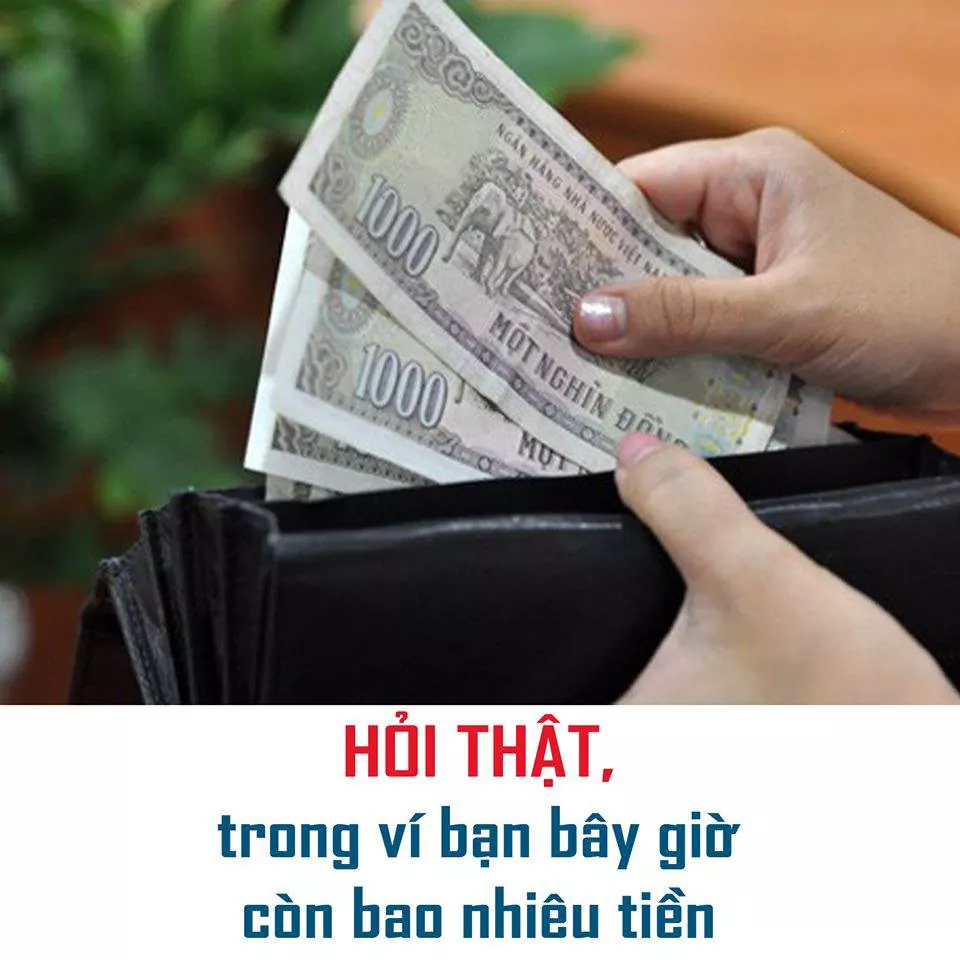 NGÂN HÀNG NHÀ NƯỚC VIỆT NAM
1000
MỘT NGHÌN ĐỒNG
1000
MỘT
HỎI THẬT,
trong ví bạn bây giờ
còn bao nhiêu tiền